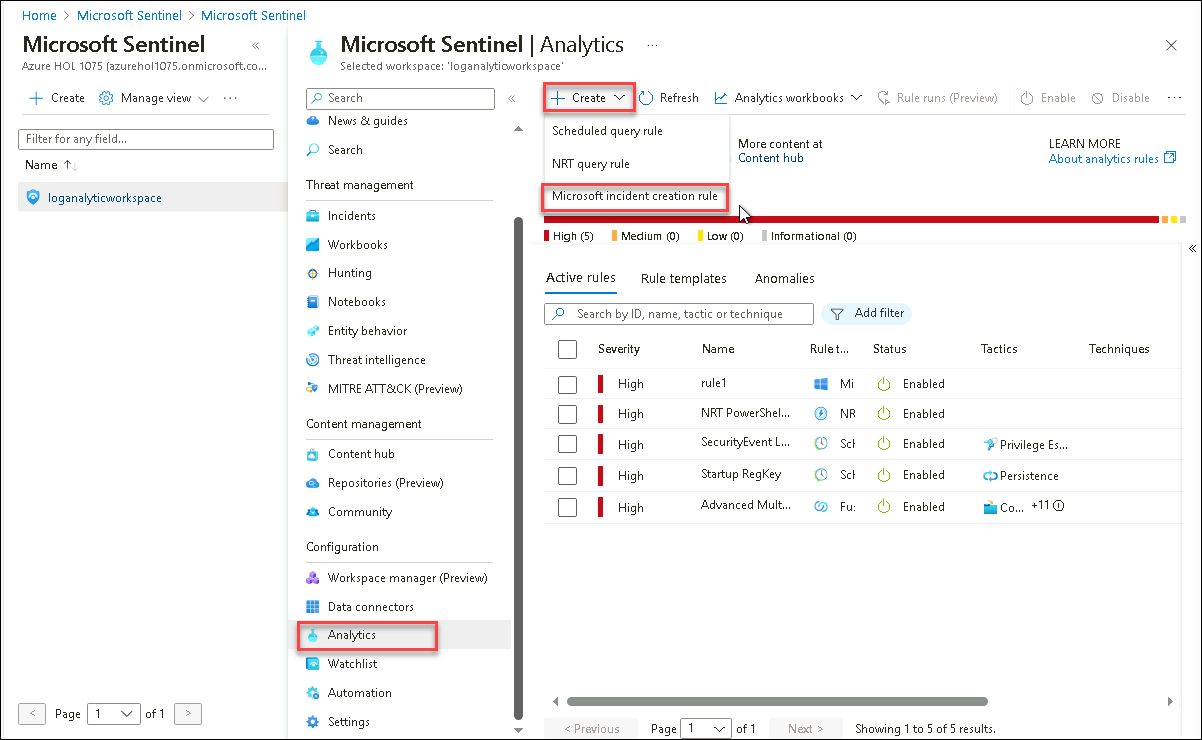 Home > Microsoft Sentinel > Microsoft Sentinel
Microsoft Sentinel «
Azure HOL 1075 (azurehol1075.onmicrosoft.co...
+ Create Manage view ...
Filter for any field...
Name ↑↓
loganalyticworkspace
< Page 1 of 1 >
Microsoft Sentinel | Analytics ...
Selected workspace: 'loganalyticworkspace'
Search «
News & guides
Search
Threat management
Incidents
Workbooks
Hunting
Notebooks
Entity behavior
Threat intelligence
MITRE ATT&CK (Preview)
Content management
Content hub
Repositories (Preview)
Community
Configuration
Workspace manager (Preview)
Data connectors
Analytics
Watchlist
Automation
Settings
+ Create Refresh Analytics workbooks Rule runs (Preview) Enable Disable ...
Scheduled query rule
NRT query rule
Microsoft incident creation rule
More content at
Content hub
LEARN MORE
About analytics rules
High (5) Medium (0) Low (0) Informational (0)
«
Active rules Rule templates Anomalies
Search by ID, name, tactic or technique Add filter
Severity Name Rule t... Status Tactics Techniques
High rule1 Mi Enabled
High NRT PowerShel... NR Enabled
High SecurityEvent L... Sch Enabled Privilege Es...
High Startup RegKey Sch Enabled Persistence
High Advanced Mult... Fu: Enabled Co... +11
< Previous Page 1 of 1 Next > Showing 1 to 5 of 5 results.